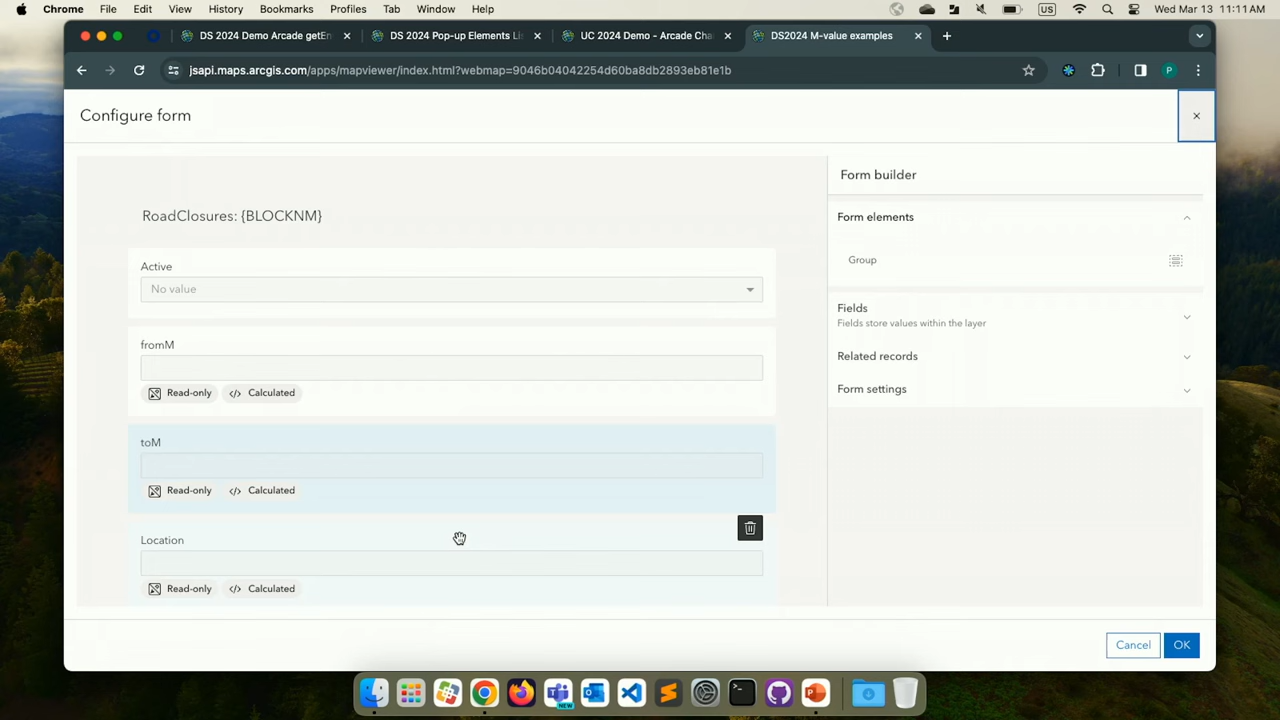 Chrome File Edit View History Bookmarks Profiles Tab Window Help US Wed Mar 13 11:11 AM
DS 2024 Demo Arcade getEn DS 2024 Pop-up Elements Li UC 2024 Demo - Arcade Cha DS2024 M-value examples
jsapi.maps.arcgis.com/apps/mapviewer/index.html?webmap=9046b04042254d60ba8db2893eb81e1b P
Configure form
RoadClosures: {BLOCKNM}
Active
No value
fromM
Read-only Calculated
toM
Read-only Calculated
Location
Read-only Calculated
Form builder
Form elements
Group
Fields
Fields store values within the layer
Related records
Form settings
Cancel OK
NEW